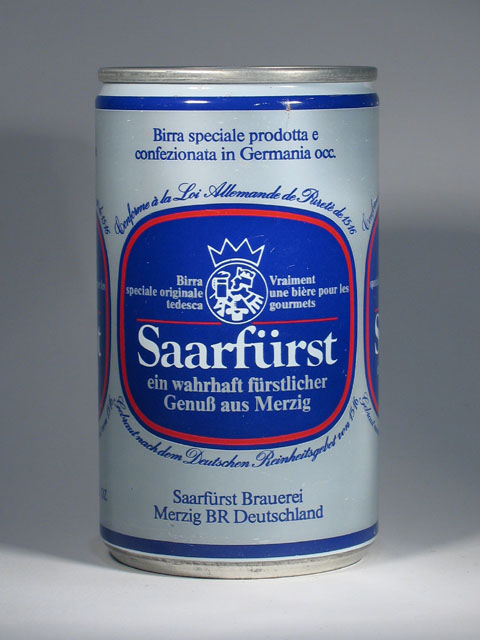 Birra speciale prodotta e
confezionata in Germania occ.
Conforme à la Loi Allemande de Pureté de 1516
Birra
speciale originale
tedesca
Vraiment
une bière pour les
gourmets
Saarfürst
ein wahrhaft fürstlicher
Genuß aus Merzig
Gebraut nach dem Deutschen Reinheitsgebot von 1516
Saarfürst Brauerei
Merzig BR Deutschland
OZ